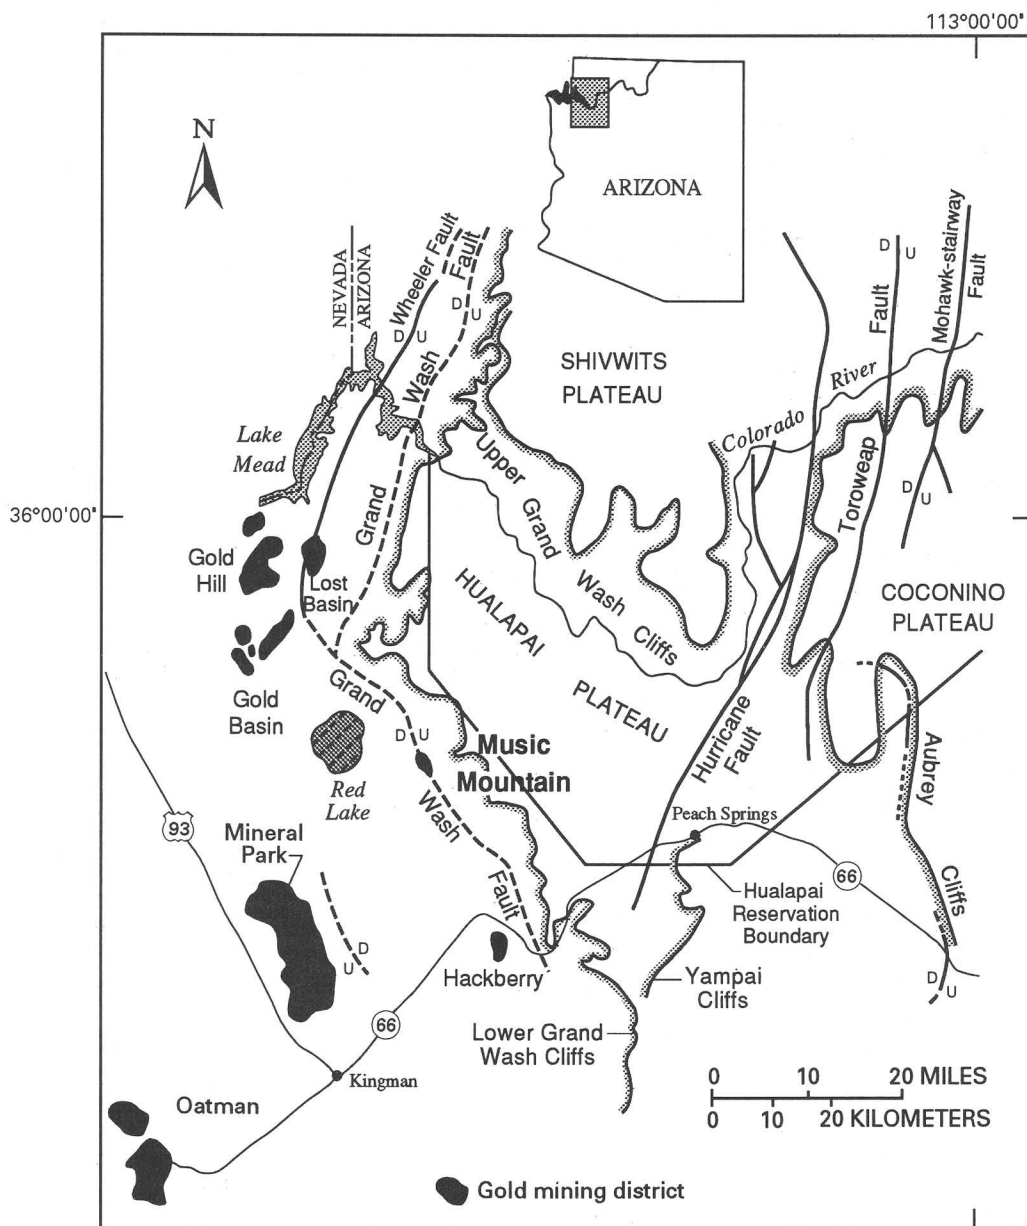 113°00'00"
N
ARIZONA
NEVADA
ARIZONA
Wheeler Fault
Fault
D U
D U
Wash
Grand
SHIVWITS
PLATEAU
D U
Fault
Mohawk-stairway
Fault
Colorado
River
Lake
Mead
Upper
Grand
Wash
Cliffs
Toroweap
D U
36°00'00"
Gold
Hill
Lost
Basin
HUALAPAI
PLATEAU
COCONINO
PLATEAU
Gold
Basin
Grand
D U
Wash
Fault
Music
Mountain
Hurricane
Fault
Aubrey
Cliffs
Red
Lake
93
Peach Springs
Mineral
Park
66
Hualapai
Reservation
Boundary
U D
Hackberry
D U
Yampai
Cliffs
66
Lower Grand
Wash Cliffs
Kingman
0 10 20 MILES
0 10 20 KILOMETERS
Oatman
Gold mining district